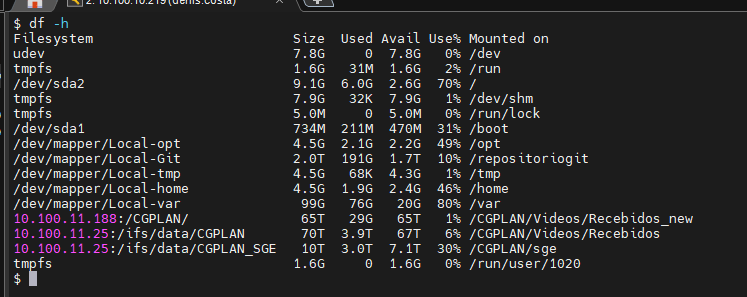 2. 10.100.10.219 (denis.costa)
$ df -h
Filesystem Size Used Avail Use% Mounted on
udev 7.8G 0 7.8G 0% /dev
tmpfs 1.6G 31M 1.6G 2% /run
/dev/sda2 9.1G 6.0G 2.6G 70% /
tmpfs 7.9G 32K 7.9G 1% /dev/shm
tmpfs 5.0M 0 5.0M 0% /run/lock
/dev/sda1 734M 211M 470M 31% /boot
/dev/mapper/Local-opt 4.5G 2.1G 2.2G 49% /opt
/dev/mapper/Local-Git 2.0T 191G 1.7T 10% /repositoriogit
/dev/mapper/Local-tmp 4.5G 68K 4.3G 1% /tmp
/dev/mapper/Local-home 4.5G 1.9G 2.4G 46% /home
/dev/mapper/Local-var 99G 76G 20G 80% /var
10.100.11.188:/CGPLAN/ 65T 29G 65T 1% /CGPLAN/Videos/Recebidos_new
10.100.11.25:/ifs/data/CGPLAN 70T 3.9T 67T 6% /CGPLAN/Videos/Recebidos
10.100.11.25:/ifs/data/CGPLAN_SGE 10T 3.0T 7.1T 30% /CGPLAN/sge
tmpfs 1.6G 0 1.6G 0% /run/user/1020
$